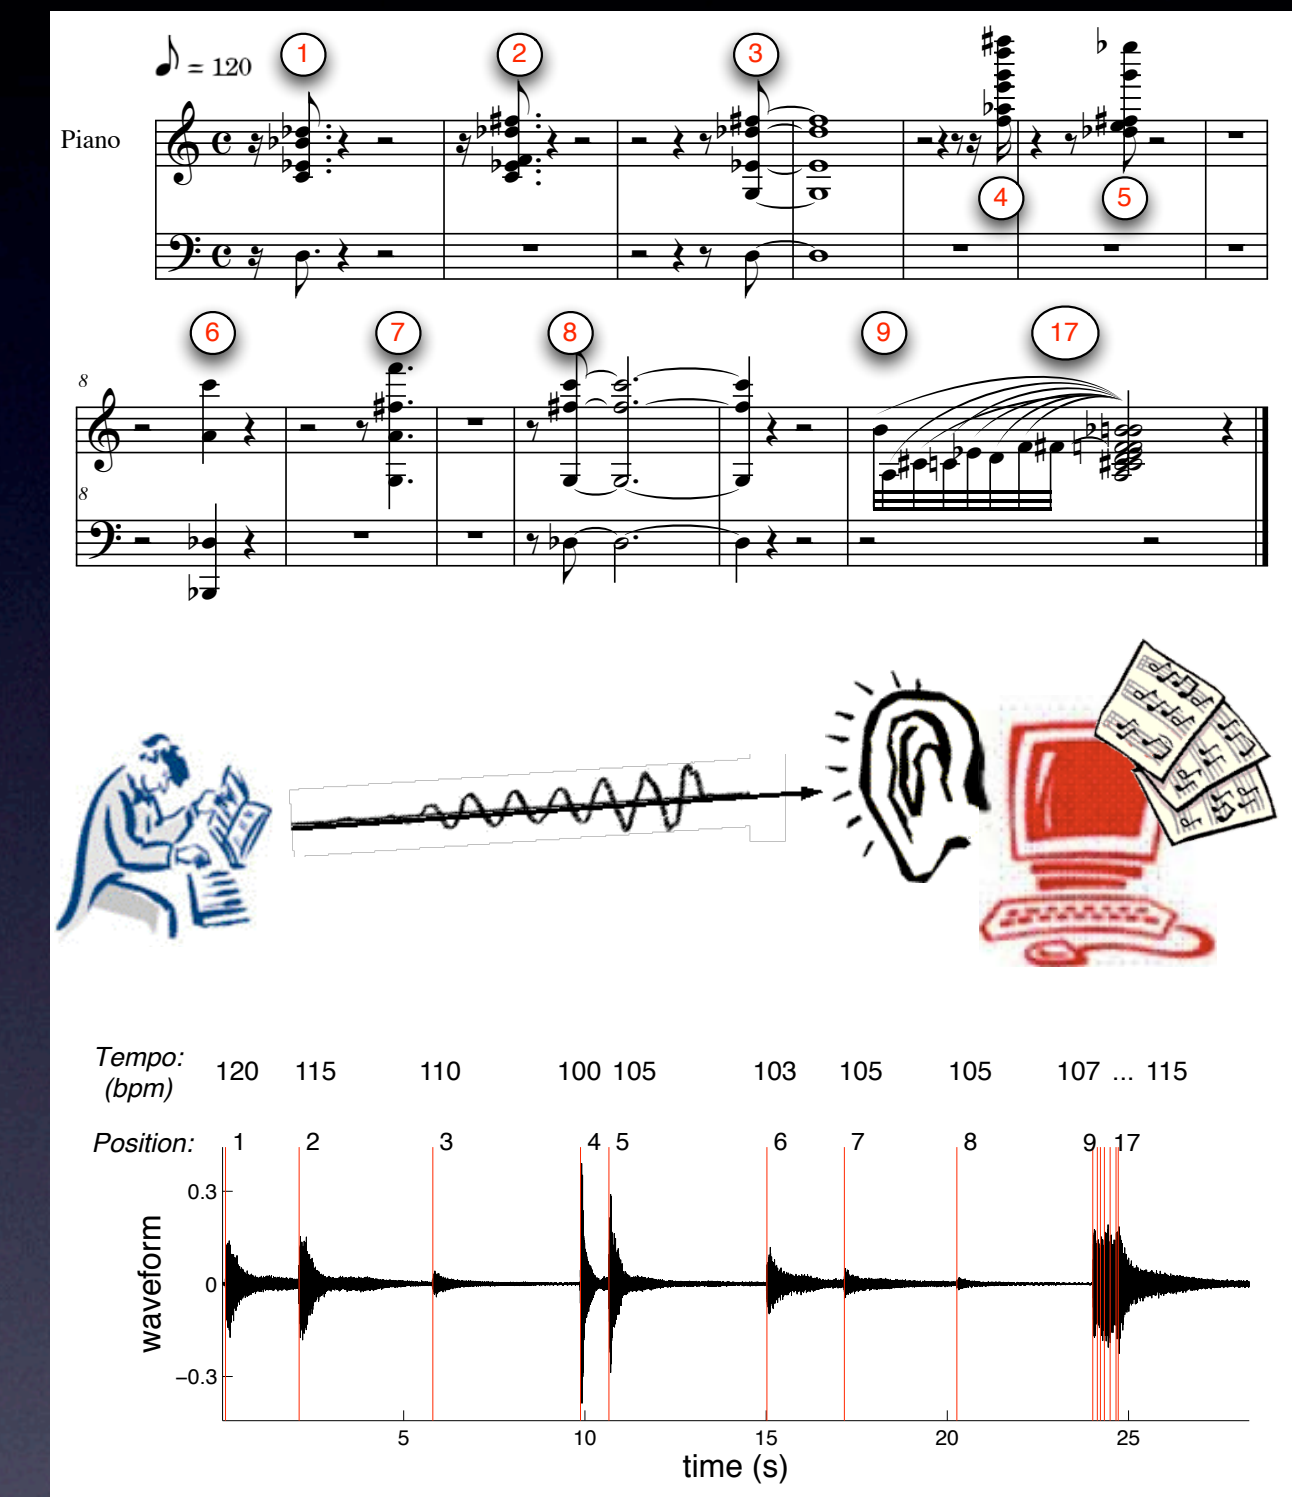 ♪ = 120
1 2 3
Piano
4 5
6 7 8 9 17
8
8
Tempo: 120 115 110 100 105 103 105 105 107 ... 115
(bpm)
Position: 1 2 3 4 5 6 7 8 9 17
0.3
0
−0.3
waveform
5 10 15 20 25
time (s)